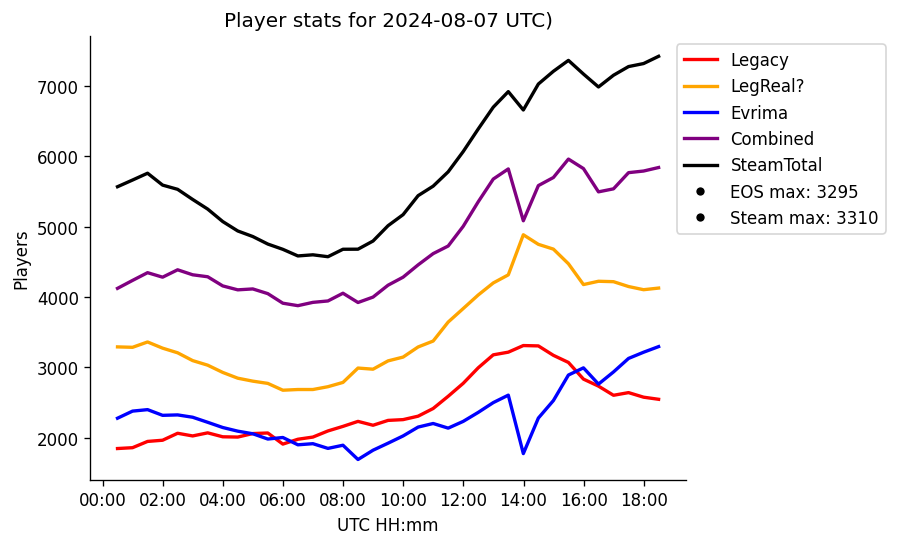 Player stats for 2024-08-07 UTC)
Legacy
LegReal?
Evrima
Combined
SteamTotal
EOS max: 3295
Steam max: 3310
Players
7000
6000
5000
4000
3000
2000
00:00 02:00 04:00 06:00 08:00 10:00 12:00 14:00 16:00 18:00
UTC HH:mm